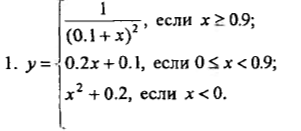 1. y = { 1/(0.1+x)², если x ≥ 0.9;
0.2x + 0.1, если 0 ≤ x < 0.9;
x² + 0.2, если x < 0.